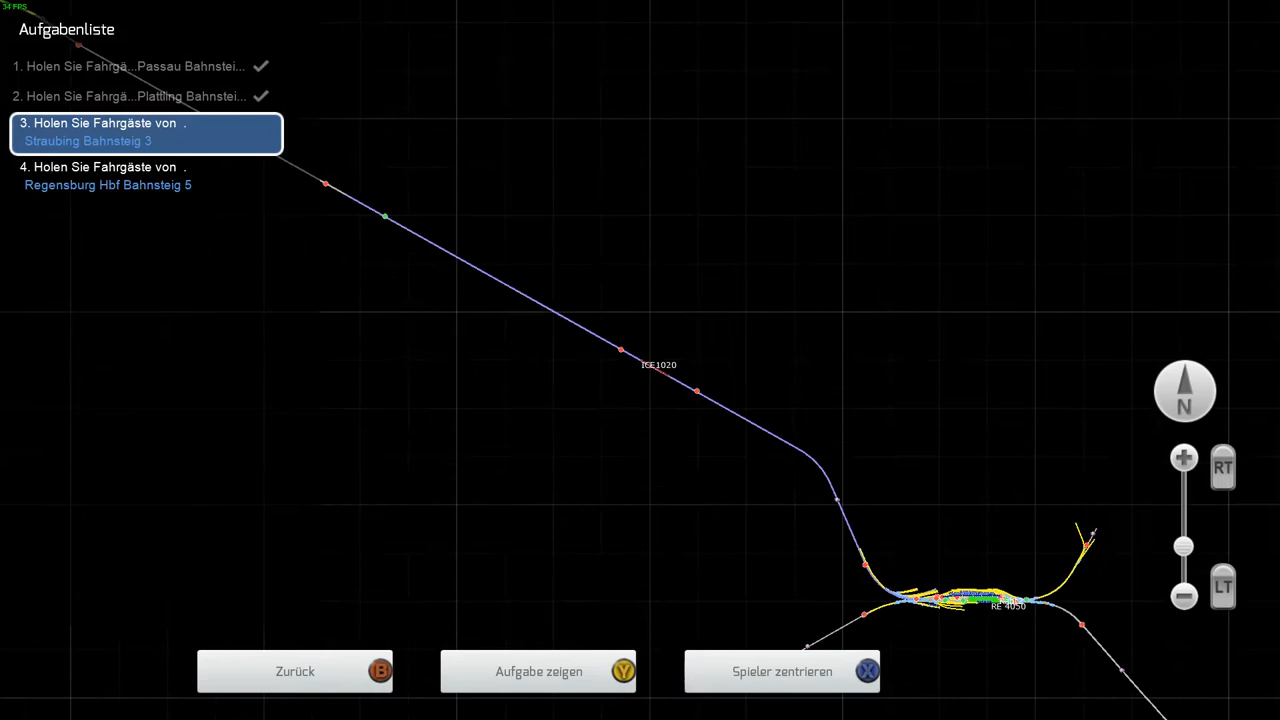 34 FPS
Aufgabenliste
1. Holen Sie Fahrgä...Passau Bahnstei...
2. Holen Sie Fahrgä...Plattling Bahnstei...
3. Holen Sie Fahrgäste von .
Straubing Bahnsteig 3
4. Holen Sie Fahrgäste von .
Regensburg Hbf Bahnsteig 5
ICE1020
N
RT
LT
RE 4050
Zurück B
Aufgabe zeigen Y
Spieler zentrieren X